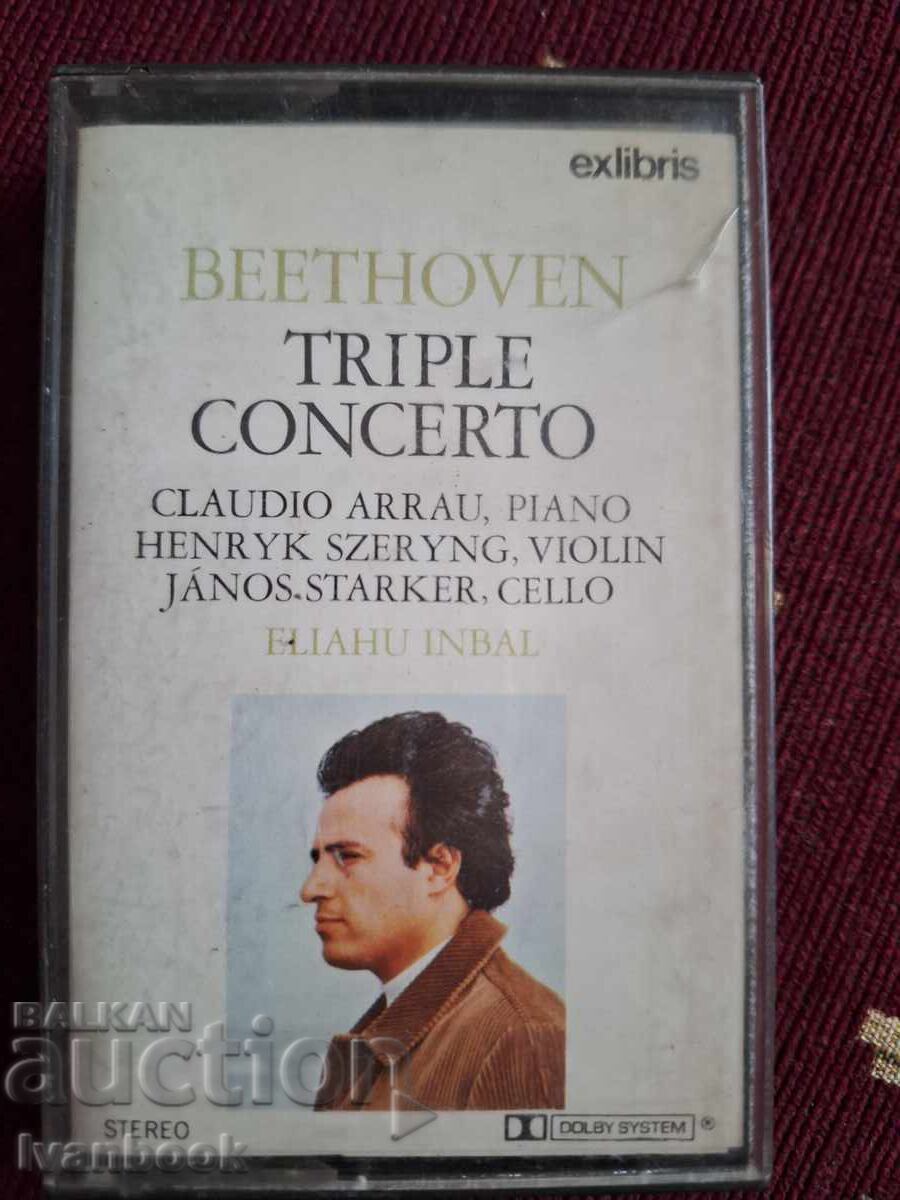 exlibris
BEETHOVEN
TRIPLE
CONCERTO
CLAUDIO ARRAU, PIANO
HENRYK SZERYNG, VIOLIN
JÁNOS STARKER, CELLO
ELIAHU INBAL
BALKAN
auction
STEREO
DOLBY SYSTEM ®
Ivanbook